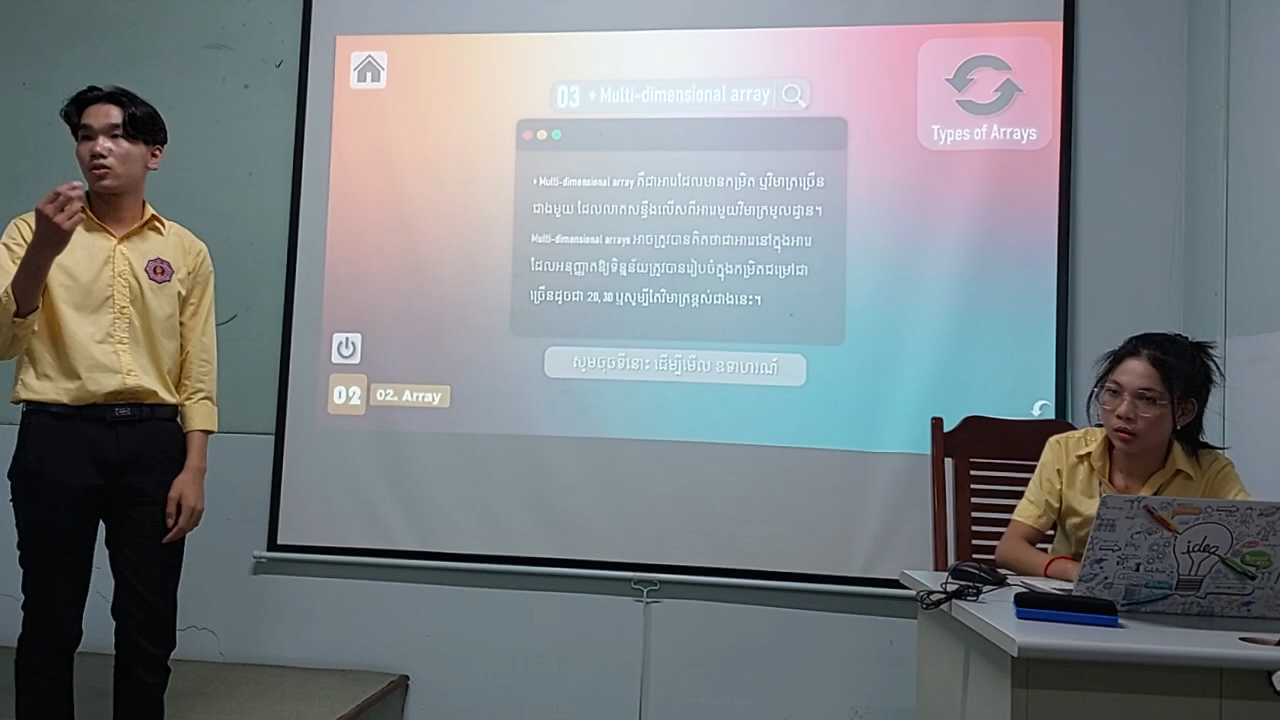 03 + Multi-dimensional array
Types of Arrays
+ Multi-dimensional array គឺជាអារេដែលមានកម្រិត ឬវិមាត្រច្រើន
ជាងមួយ ដែលលាតសន្ធឹងលើសពីអារេមួយវិមាត្រមូលដ្ឋាន។
Multi-dimensional arrays អាចត្រូវបានគិតថាជាអារេនៅក្នុងអារេ
ដែលអនុញ្ញាតឱ្យទិន្នន័យត្រូវបានរៀបចំក្នុងកម្រិតជម្រៅជា
ច្រើនដូចជា 2D, 3D ឬសូម្បីតែវិមាត្រខ្ពស់ជាងនេះ។
សូមចុចទីនោះ ដើម្បីមើល ឧទាហរណ៍
02 02. Array
idea